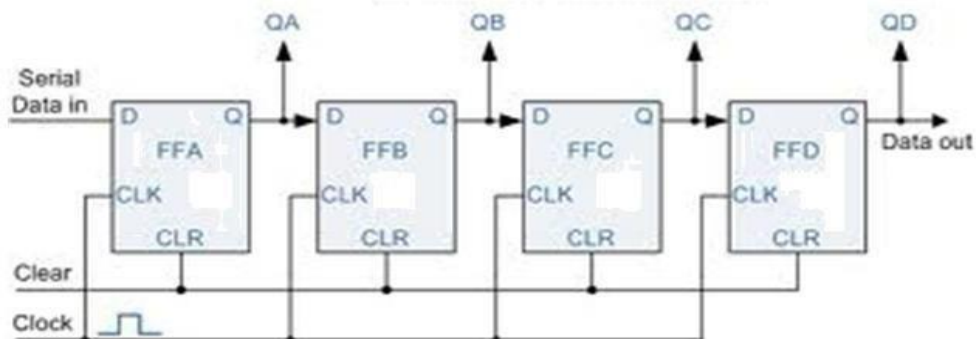 QA QB QC QD
Serial
Data in
D Q D Q D Q D Q
Data out
FFA FFB FFC FFD
CLK CLK CLK CLK
CLR CLR CLR CLR
Clear
Clock